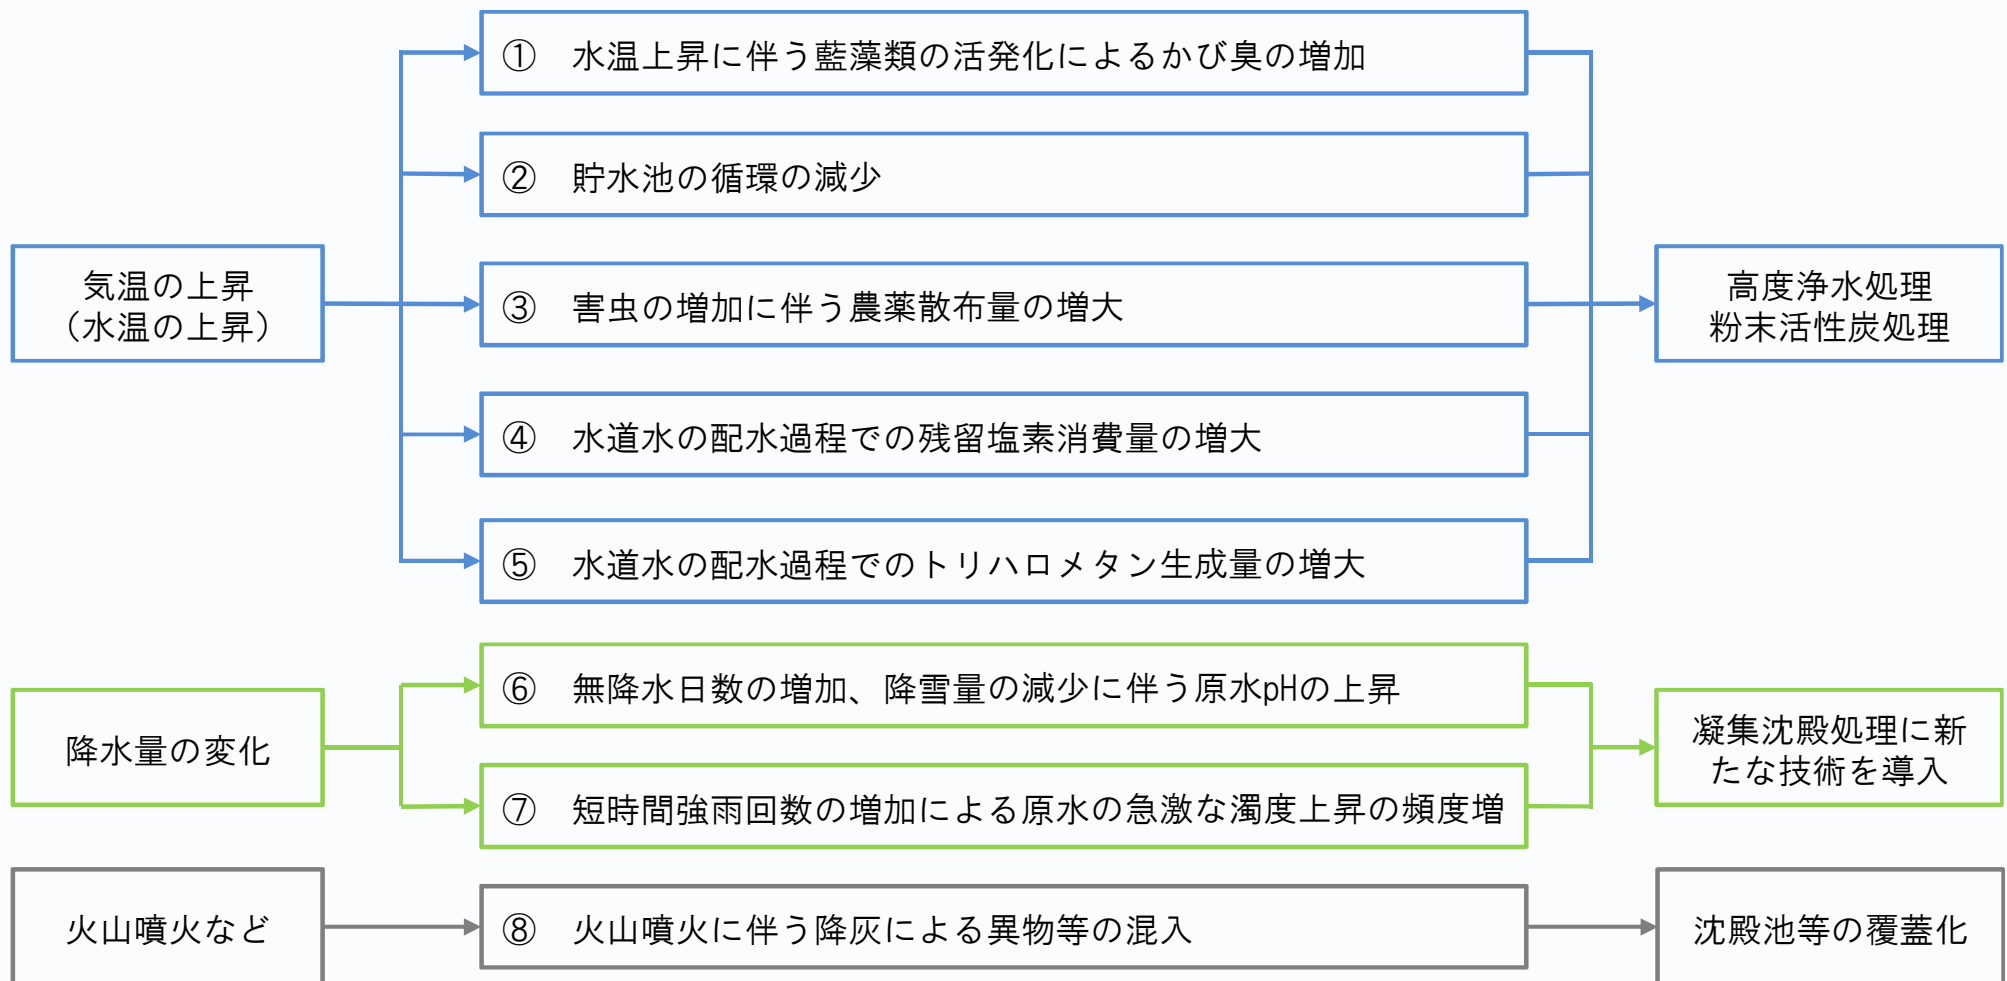 ① 水温上昇に伴う藍藻類の活発化によるかび臭の増加
② 貯水池の循環の減少
気温の上昇
（水温の上昇）
③ 害虫の増加に伴う農薬散布量の増大
高度浄水処理
粉末活性炭処理
④ 水道水の配水過程での残留塩素消費量の増大
⑤ 水道水の配水過程でのトリハロメタン生成量の増大
降水量の変化
⑥ 無降水日数の増加、降雪量の減少に伴う原水pHの上昇
⑦ 短時間強雨回数の増加による原水の急激な濁度上昇の頻度増
凝集沈殿処理に新
たな技術を導入
火山噴火など
⑧ 火山噴火に伴う降灰による異物等の混入
沈殿池等の覆蓋化